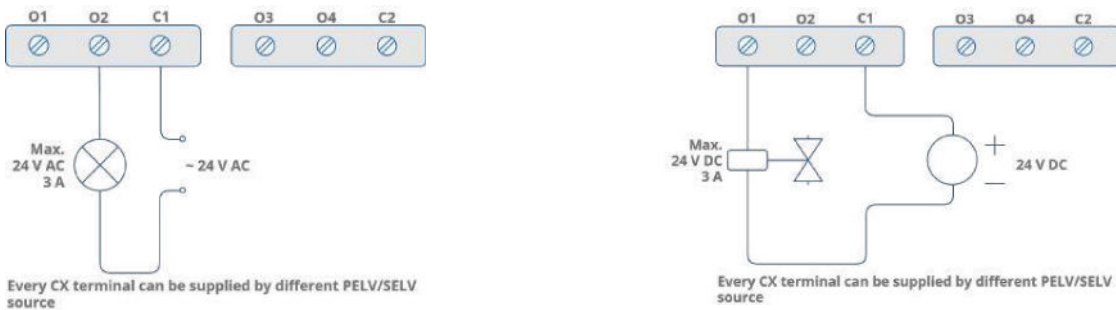 O1 O2 C1 O3 O4 C2
Max.
24 V AC
3 A
~ 24 V AC
Every CX terminal can be supplied by different PELV/SELV
source
O1 O2 C1 O3 O4 C2
Max.
24 V DC
3 A
+
24 V DC
—
Every CX terminal can be supplied by different PELV/SELV
source